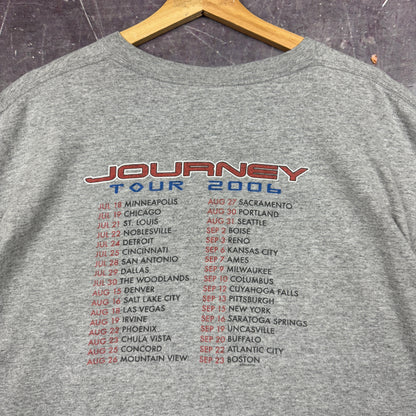 JOURNEY
TOUR 2006
JUL 18 MINNEAPOLIS
JUL 19 CHICAGO
JUL 21 ST. LOUIS
JUL 22 NOBLESVILLE
JUL 24 DETROIT
JUL 25 CINCINNATI
JUL 28 SAN ANTONIO
JUL 29 DALLAS
JUL 30 THE WOODLANDS
AUG 15 DENVER
AUG 16 SALT LAKE CITY
AUG 18 LAS VEGAS
AUG 19 IRVINE
AUG 22 PHOENIX
AUG 23 CHULA VISTA
AUG 25 CONCORD
AUG 26 MOUNTAIN VIEW
AUG 27 SACRAMENTO
AUG 30 PORTLAND
AUG 31 SEATTLE
SEP 2 BOISE
SEP 3 RENO
SEP 6 KANSAS CITY
SEP 7 AMES
SEP 9 MILWAUKEE
SEP 10 COLUMBUS
SEP 12 CUYAHOGA FALLS
SEP 13 PITTSBURGH
SEP 15 NEW YORK
SEP 16 SARATOGA SPRINGS
SEP 19 UNCASVILLE
SEP 20 BUFFALO
SEP 22 ATLANTIC CITY
SEP 23 BOSTON